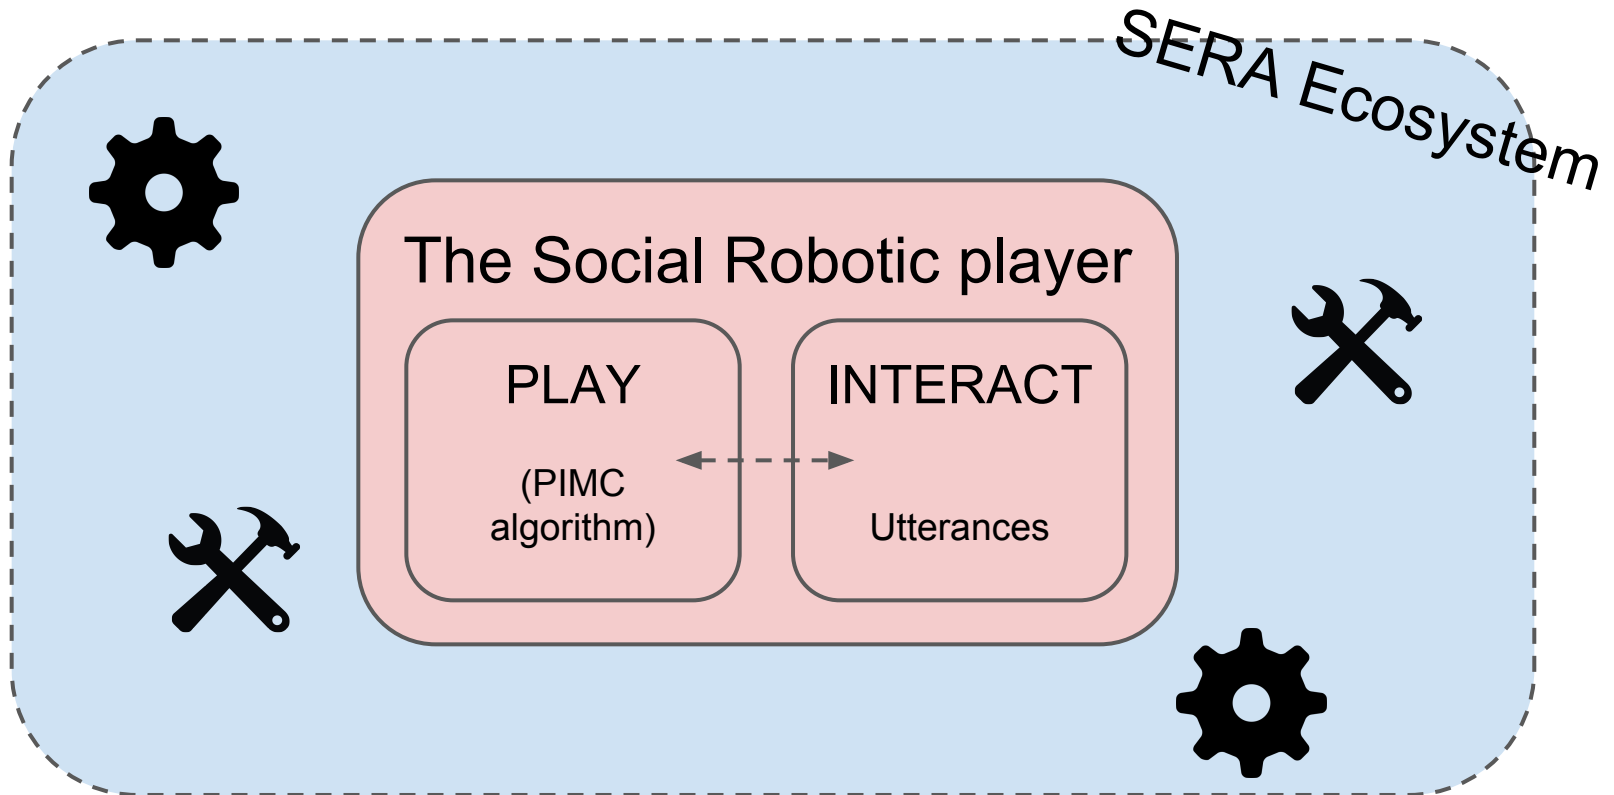 SERA Ecosystem
The Social Robotic player
PLAY
(PIMC
algorithm)
INTERACT
Utterances